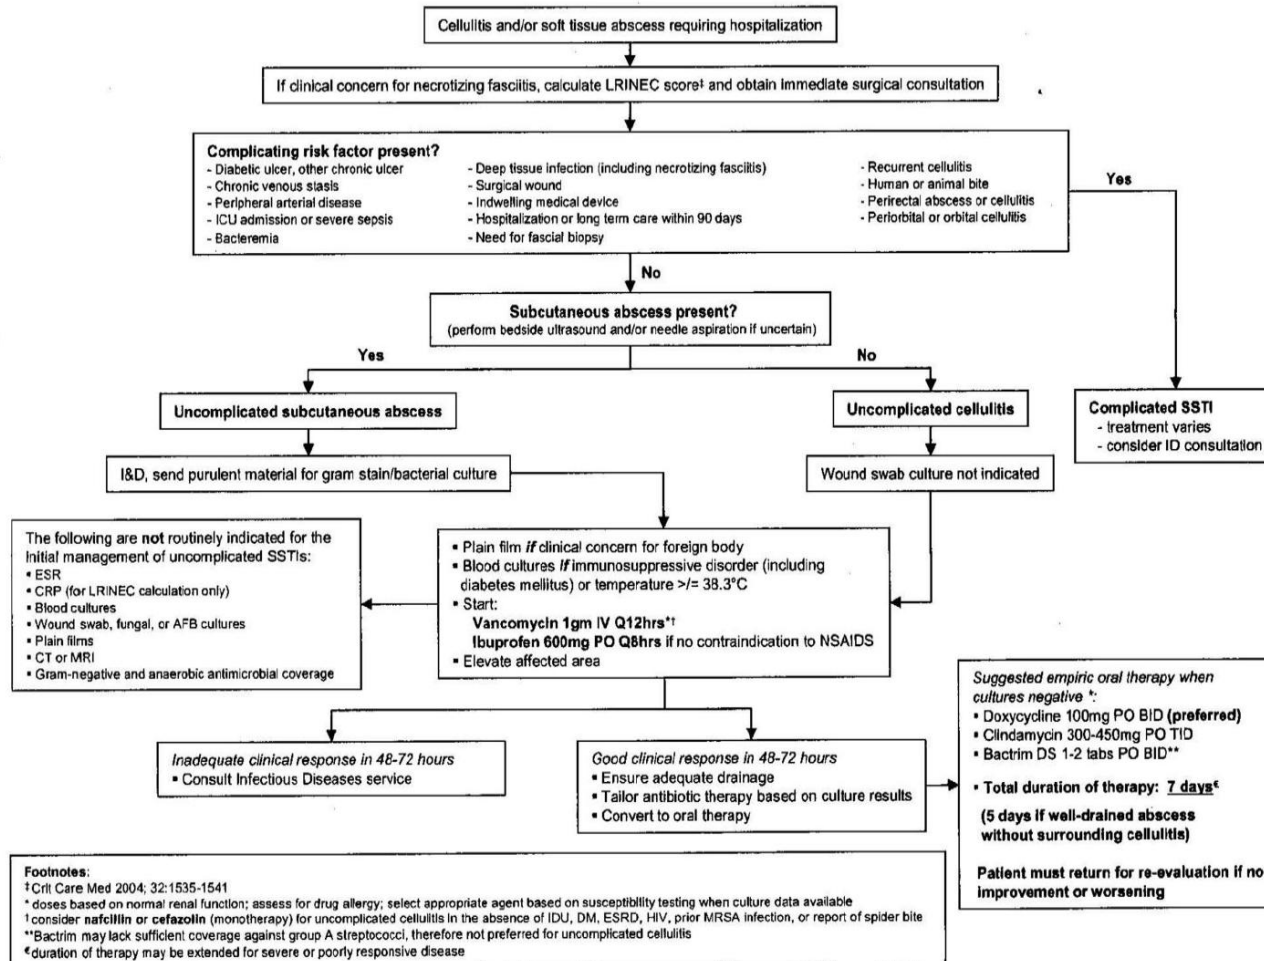 Cellulitis and/or soft tissue abscess requiring hospitalization
If clinical concern for necrotizing fasciitis, calculate LRINEC score‡ and obtain immediate surgical consultation
Complicating risk factor present?
- Diabetic ulcer, other chronic ulcer
- Chronic venous stasis
- Peripheral arterial disease
- ICU admission or severe sepsis
- Bacteremia
- Deep tissue infection (including necrotizing fasciitis)
- Surgical wound
- Indwelling medical device
- Hospitalization or long term care within 90 days
- Need for fascial biopsy
- Recurrent cellulitis
- Human or animal bite
- Perirectal abscess or cellulitis
- Periorbital or orbital cellulitis
Yes
No
Subcutaneous abscess present?
(perform bedside ultrasound and/or needle aspiration if uncertain)
Yes
No
Uncomplicated subcutaneous abscess
Uncomplicated cellulitis
Complicated SSTI
- treatment varies
- consider ID consultation
I&D, send purulent material for gram stain/bacterial culture
Wound swab culture not indicated
The following are not routinely indicated for the
initial management of uncomplicated SSTIs:
▪ ESR
▪ CRP (for LRINEC calculation only)
▪ Blood cultures
▪ Wound swab, fungal, or AFB cultures
▪ Plain films
▪ CT or MRI
▪ Gram-negative and anaerobic antimicrobial coverage
▪ Plain film if clinical concern for foreign body
▪ Blood cultures if immunosuppressive disorder (including
diabetes mellitus) or temperature >/= 38.3°C
▪ Start:
Vancomycin 1gm IV Q12hrs*†
Ibuprofen 600mg PO Q8hrs if no contraindication to NSAIDS
▪ Elevate affected area
Inadequate clinical response in 48-72 hours
▪ Consult Infectious Diseases service
Good clinical response in 48-72 hours
▪ Ensure adequate drainage
▪ Tailor antibiotic therapy based on culture results
▪ Convert to oral therapy
Suggested empiric oral therapy when
cultures negative *:
▪ Doxycycline 100mg PO BID (preferred)
▪ Clindamycin 300-450mg PO TID
▪ Bactrim DS 1-2 tabs PO BID**
▪ Total duration of therapy: 7 days€
(5 days if well-drained abscess
without surrounding cellulitis)
Patient must return for re-evaluation if no
improvement or worsening
Footnotes:
‡Crit Care Med 2004; 32:1535-1541
* doses based on normal renal function; assess for drug allergy; select appropriate agent based on susceptibility testing when culture data available
† consider nafcillin or cefazolin (monotherapy) for uncomplicated cellulitis in the absence of IDU, DM, ESRD, HIV, prior MRSA infection, or report of spider bite
**Bactrim may lack sufficient coverage against group A streptococci, therefore not preferred for uncomplicated cellulitis
€duration of therapy may be extended for severe or poorly responsive disease